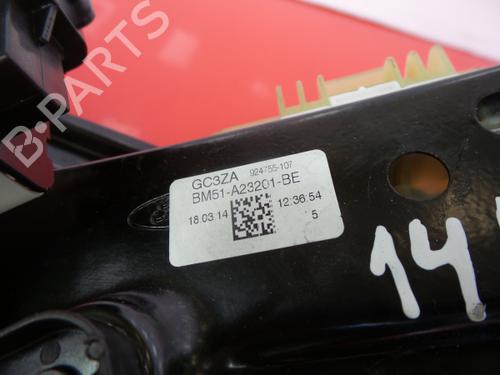 B-PARTS
GC3ZA 924755-107
BM51-A23201-BE
18.03.14 12:36:54
5
14